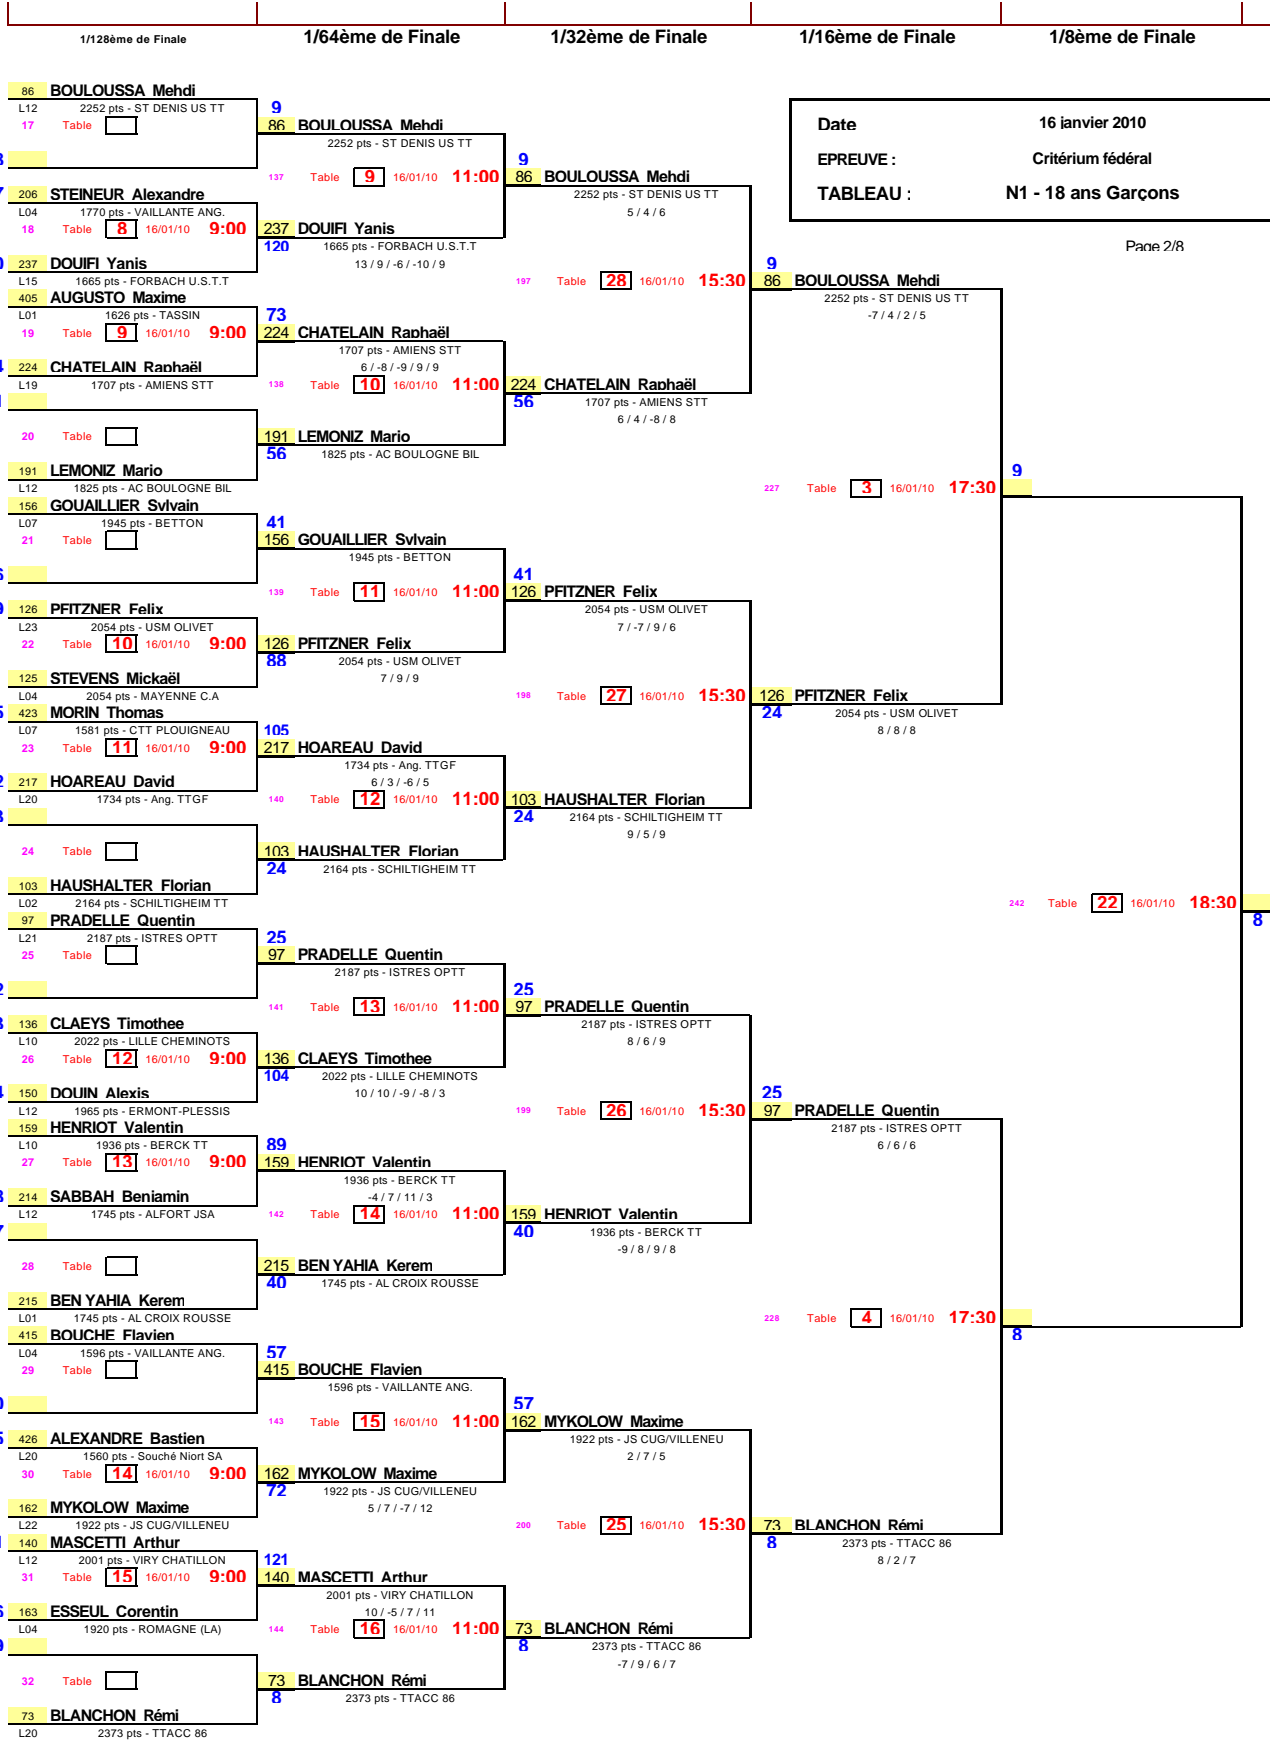 1/128ème de Finale
1/64ème de Finale
1/32ème de Finale
1/16ème de Finale
1/8ème de Finale
Date 16 janvier 2010
EPREUVE : Critérium fédéral
TABLEAU : N1 - 18 ans Garçons
Page 2/8
86 BOULOUSSA Mehdi
L12 2252 pts - ST DENIS US TT
17 Table
206 STEINEUR Alexandre
L04 1770 pts - VAILLANTE ANG.
18 Table 8 16/01/10 9:00
237 DOUIFI Yanis
L15 1665 pts - FORBACH U.S.T.T
405 AUGUSTO Maxime
L01 1626 pts - TASSIN
19 Table 9 16/01/10 9:00
224 CHATELAIN Raphaël
L19 1707 pts - AMIENS STT
20 Table
191 LEMONIZ Mario
L12 1825 pts - AC BOULOGNE BIL
156 GOUAILLIER Sylvain
L07 1945 pts - BETTON
21 Table
126 PFITZNER Felix
L23 2054 pts - USM OLIVET
22 Table 10 16/01/10 9:00
125 STEVENS Mickaël
L04 2054 pts - MAYENNE C.A
423 MORIN Thomas
L07 1581 pts - CTT PLOUIGNEAU
23 Table 11 16/01/10 9:00
217 HOAREAU David
L20 1734 pts - Ang. TTGF
24 Table
103 HAUSHALTER Florian
L02 2164 pts - SCHILTIGHEIM TT
97 PRADELLE Quentin
L21 2187 pts - ISTRES OPTT
25 Table
136 CLAEYS Timothee
L10 2022 pts - LILLE CHEMINOTS
26 Table 12 16/01/10 9:00
150 DOUIN Alexis
L12 1965 pts - ERMONT-PLESSIS
159 HENRIOT Valentin
L10 1936 pts - BERCK TT
27 Table 13 16/01/10 9:00
214 SABBAH Benjamin
L12 1745 pts - ALFORT JSA
28 Table
215 BEN YAHIA Kerem
L01 1745 pts - AL CROIX ROUSSE
415 BOUCHE Flavien
L04 1596 pts - VAILLANTE ANG.
29 Table
426 ALEXANDRE Bastien
L20 1560 pts - Souché Niort SA
30 Table 14 16/01/10 9:00
162 MYKOLOW Maxime
L22 1922 pts - JS CUG/VILLENEU
140 MASCETTI Arthur
L12 2001 pts - VIRY CHATILLON
31 Table 15 16/01/10 9:00
163 ESSEUL Corentin
L04 1920 pts - ROMAGNE (LA)
32 Table
73 BLANCHON Rémi
L20 2373 pts - TTACC 86
9
86 BOULOUSSA Mehdi
2252 pts - ST DENIS US TT
137 Table 9 16/01/10 11:00
237 DOUIFI Yanis
120 1665 pts - FORBACH U.S.T.T
13 / 9 / -6 / -10 / 9
73
224 CHATELAIN Raphaël
1707 pts - AMIENS STT
6 / -8 / -9 / 9 / 9
138 Table 10 16/01/10 11:00
191 LEMONIZ Mario
56 1825 pts - AC BOULOGNE BIL
41
156 GOUAILLIER Sylvain
1945 pts - BETTON
139 Table 11 16/01/10 11:00
126 PFITZNER Felix
88 2054 pts - USM OLIVET
7 / 9 / 9
105
217 HOAREAU David
1734 pts - Ang. TTGF
6 / 3 / -6 / 5
140 Table 12 16/01/10 11:00
103 HAUSHALTER Florian
24 2164 pts - SCHILTIGHEIM TT
25
97 PRADELLE Quentin
2187 pts - ISTRES OPTT
141 Table 13 16/01/10 11:00
136 CLAEYS Timothee
104 2022 pts - LILLE CHEMINOTS
10 / 10 / -9 / -8 / 3
89
159 HENRIOT Valentin
1936 pts - BERCK TT
-4 / 7 / 11 / 3
142 Table 14 16/01/10 11:00
215 BEN YAHIA Kerem
40 1745 pts - AL CROIX ROUSSE
57
415 BOUCHE Flavien
1596 pts - VAILLANTE ANG.
143 Table 15 16/01/10 11:00
162 MYKOLOW Maxime
72 1922 pts - JS CUG/VILLENEU
5 / 7 / -7 / 12
121
140 MASCETTI Arthur
2001 pts - VIRY CHATILLON
10 / -5 / 7 / 11
144 Table 16 16/01/10 11:00
73 BLANCHON Rémi
8 2373 pts - TTACC 86
9
86 BOULOUSSA Mehdi
2252 pts - ST DENIS US TT
5 / 4 / 6
197 Table 28 16/01/10 15:30
224 CHATELAIN Raphaël
56 1707 pts - AMIENS STT
6 / 4 / -8 / 8
41
126 PFITZNER Felix
2054 pts - USM OLIVET
7 / -7 / 9 / 6
198 Table 27 16/01/10 15:30
103 HAUSHALTER Florian
24 2164 pts - SCHILTIGHEIM TT
9 / 5 / 9
25
97 PRADELLE Quentin
2187 pts - ISTRES OPTT
8 / 6 / 9
199 Table 26 16/01/10 15:30
159 HENRIOT Valentin
40 1936 pts - BERCK TT
-9 / 8 / 9 / 8
57
162 MYKOLOW Maxime
1922 pts - JS CUG/VILLENEU
2 / 7 / 5
200 Table 25 16/01/10 15:30
73 BLANCHON Rémi
8 2373 pts - TTACC 86
-7 / 9 / 6 / 7
9
86 BOULOUSSA Mehdi
2252 pts - ST DENIS US TT
-7 / 4 / 2 / 5
227 Table 3 16/01/10 17:30
126 PFITZNER Felix
24 2054 pts - USM OLIVET
8 / 8 / 8
25
97 PRADELLE Quentin
2187 pts - ISTRES OPTT
6 / 6 / 6
228 Table 4 16/01/10 17:30
73 BLANCHON Rémi
8 2373 pts - TTACC 86
8 / 2 / 7
9
242 Table 22 16/01/10 18:30
8
8